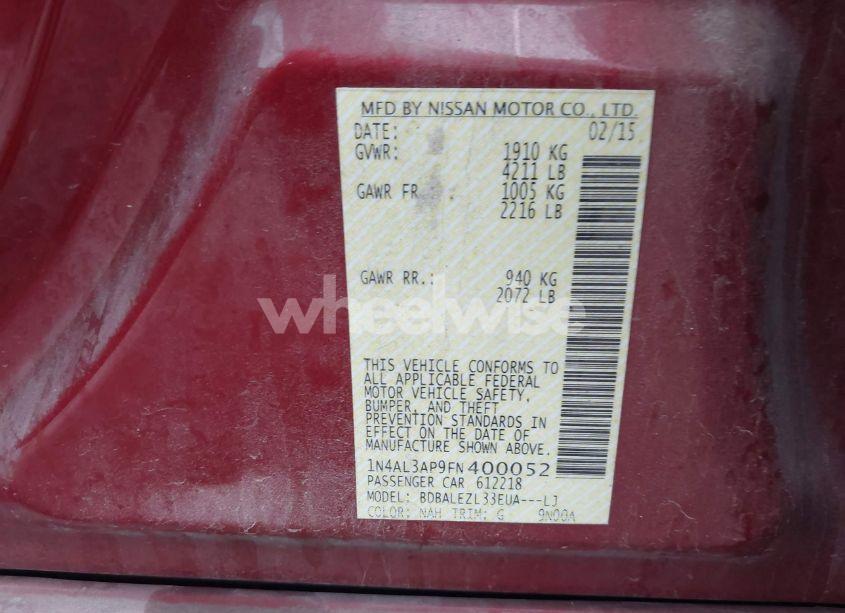 MFD BY NISSAN MOTOR CO., LTD.
DATE: 02/15
GVWR: 1910 KG
4211 LB
GAWR FR.: 1005 KG
2216 LB
GAWR RR.: 940 KG
2072 LB
wheelwise
THIS VEHICLE CONFORMS TO
ALL APPLICABLE FEDERAL
MOTOR VEHICLE SAFETY,
BUMPER, AND THEFT
PREVENTION STANDARDS IN
EFFECT ON THE DATE OF
MANUFACTURE SHOWN ABOVE.
1N4AL3AP9FN400052
PASSENGER CAR 612218
MODEL: BDBALEZL33EUA---LJ
COLOR: NAH TRIM: G 9N00A